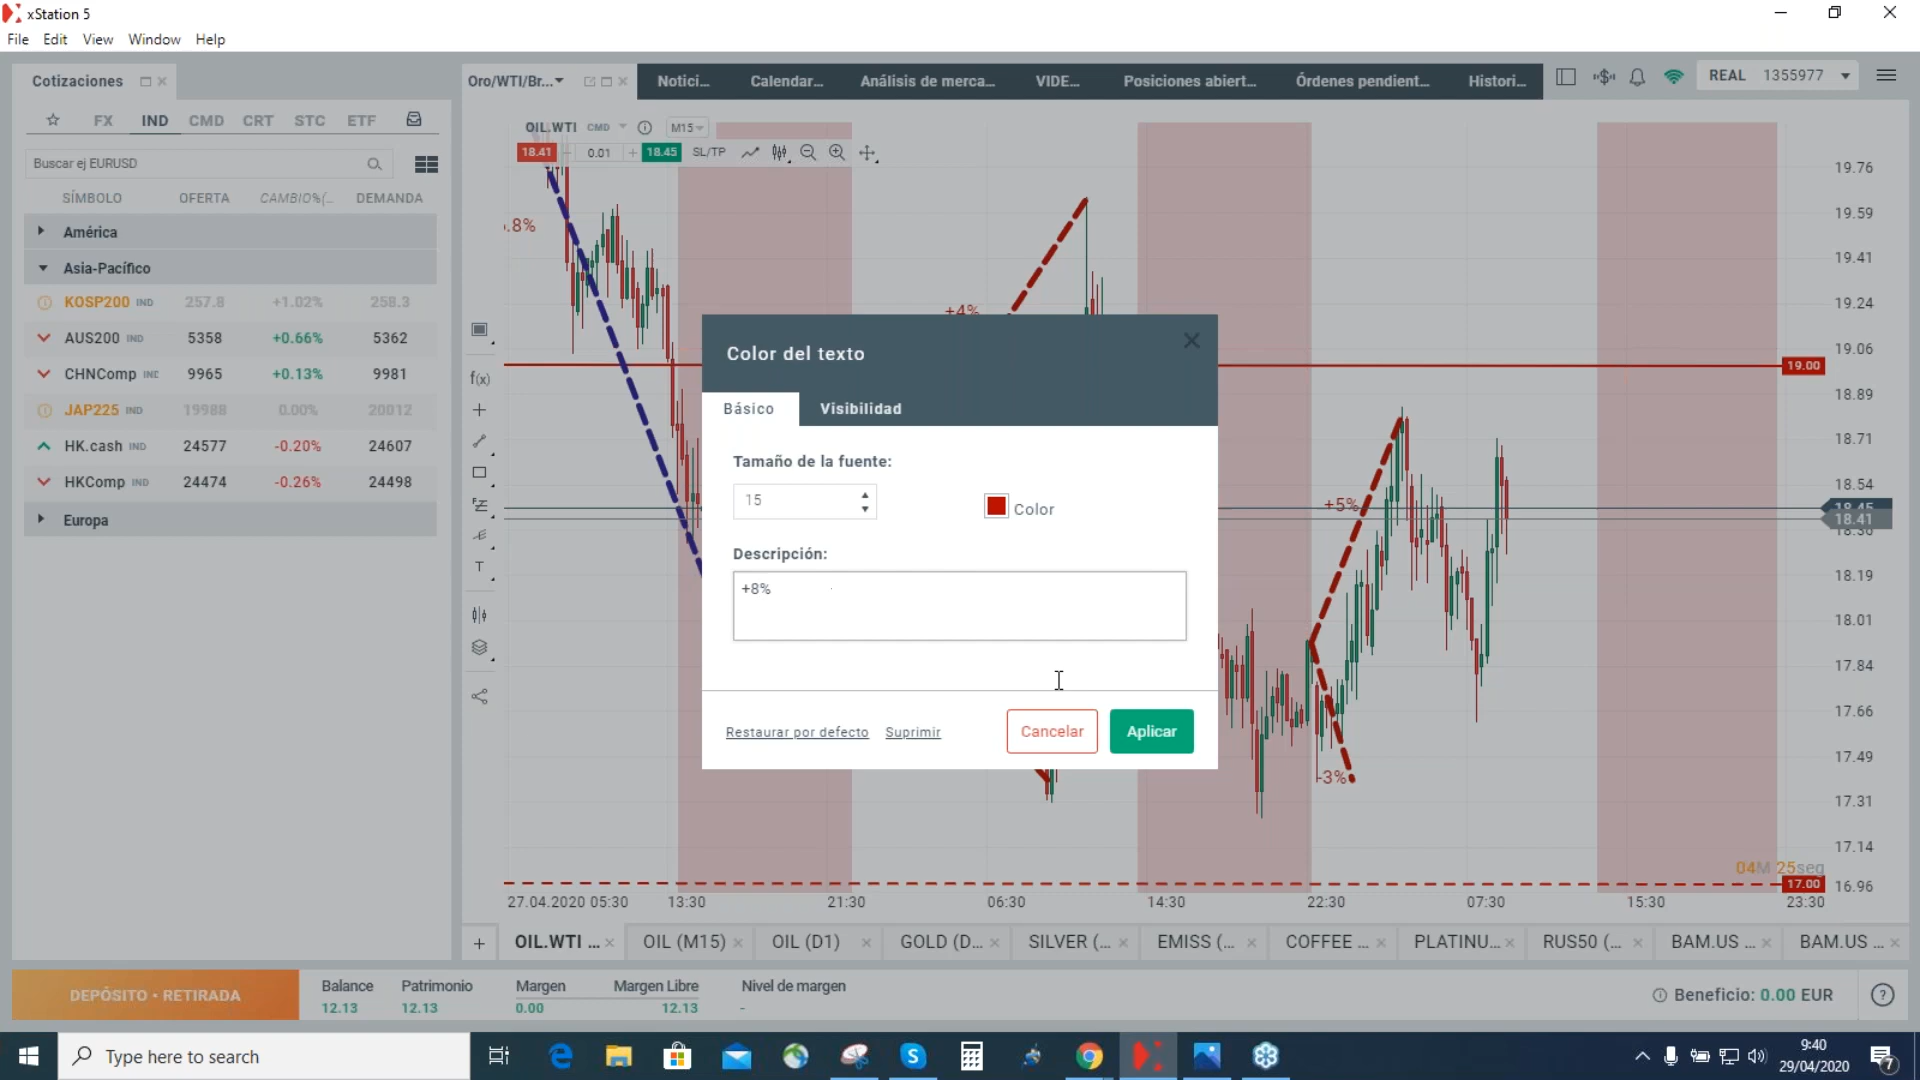 xStation 5
File Edit View Window Help
Cotizaciones
Oro/WTI/Br... Notici... Calendar... Análisis de merca... VIDE... Posiciones abiert... Órdenes pendient... Histori... REAL 1355977
FX IND CMD CRT STC ETF
OIL.WTI CMD M15
Buscar ej EURUSD
18.41 0.01 18.45 SL/TP
SÍMBOLO OFERTA CAMBIO%(... DEMANDA
América
Asia-Pacífico
KOSP200 IND 257.8 +1.02% 258.3
AUS200 IND 5358 +0.66% 5362
CHNComp IND 9965 +0.13% 9981
JAP225 IND 19988 0.00% 20012
HK.cash IND 24577 -0.20% 24607
HKComp IND 24474 -0.26% 24498
Europa
.8%
+4%
+5%
-3%
f(x)
T
Color del texto
Básico Visibilidad
Tamaño de la fuente:
15 Color
Descripción:
+8%
Restaurar por defecto Suprimir Cancelar Aplicar
19.76
19.59
19.41
19.24
19.06
19.00
18.89
18.71
18.54
18.45
18.41
18.36
18.19
18.01
17.84
17.66
17.49
17.31
17.14
04M 25seg
17.00
16.96
27.04.2020 05:30 13:30 21:30 06:30 14:30 22:30 07:30 15:30 23:30
+ OIL.WTI ... OIL (M15) OIL (D1) GOLD (D... SILVER (... EMISS (... COFFEE ... PLATINU... RUS50 (... BAM.US ... BAM.US ...
DEPÓSITO • RETIRADA
Balance Patrimonio Margen Margen Libre Nivel de margen
12.13 12.13 0.00 12.13 -
Beneficio: 0.00 EUR
Type here to search
9:40
29/04/2020
7